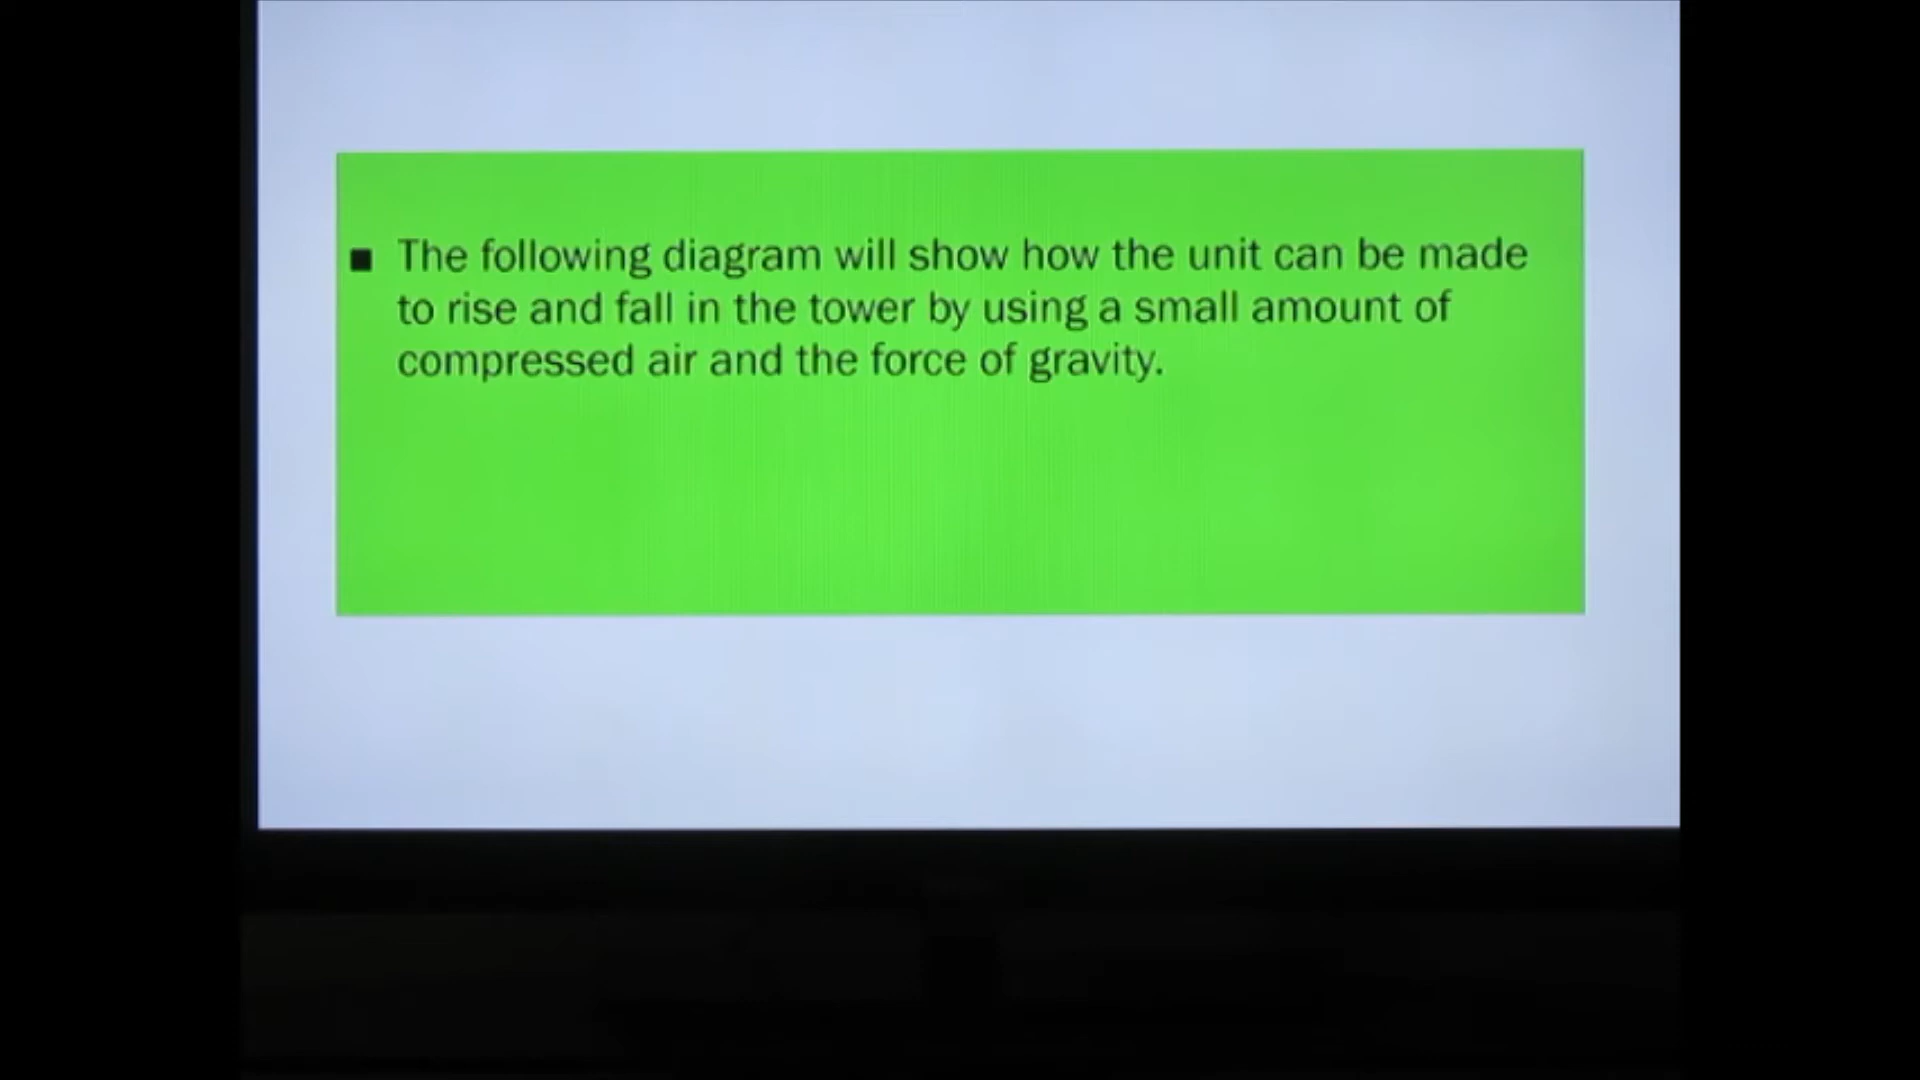 ■ The following diagram will show how the unit can be made
to rise and fall in the tower by using a small amount of
compressed air and the force of gravity.